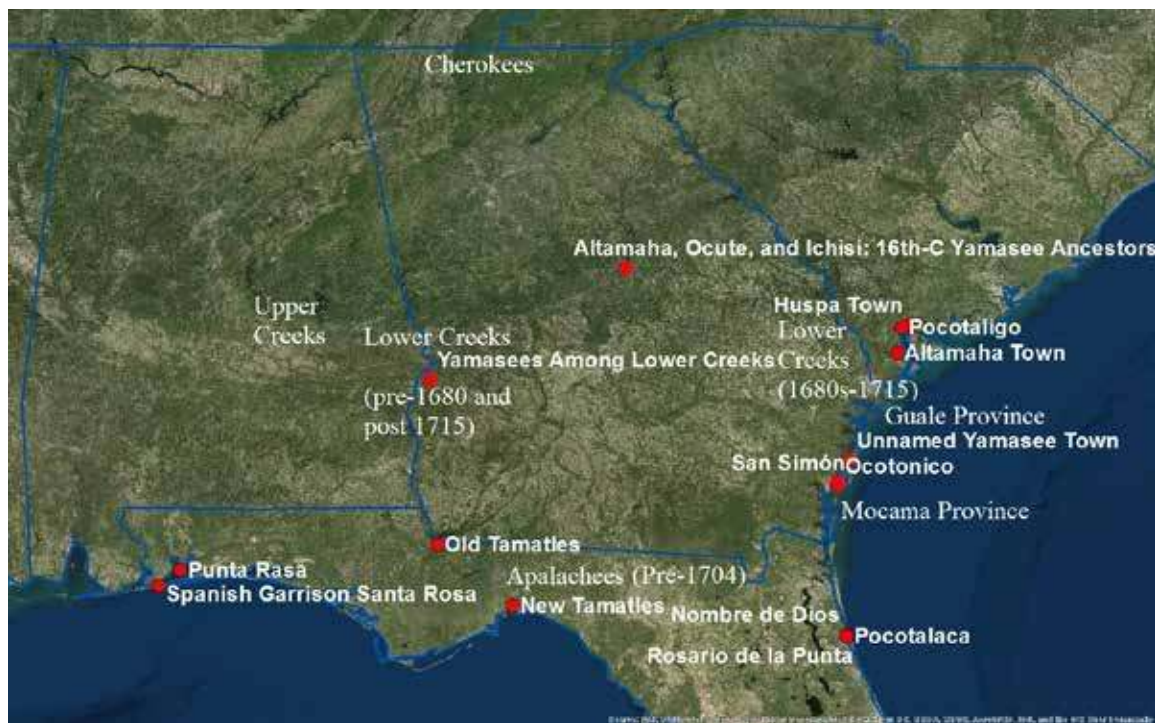 Cherokees
Altamaha, Ocute, and Ichisi: 16th-C Yamasee Ancestors
Upper
Creeks
Lower Creeks
Yamasees Among Lower Creeks
(pre-1680 and
post 1715)
Huspa Town
Pocotaligo
Lower
Creeks
(1680s-1715)
Altamaha Town
Guale Province
Unnamed Yamasee Town
San Simón
Ocotonico
Mocama Province
Old Tamatles
Punta Rasa
Spanish Garrison Santa Rosa
Apalachees (Pre-1704)
New Tamatles
Nombre de Dios
Pocotalaca
Rosario de la Punta